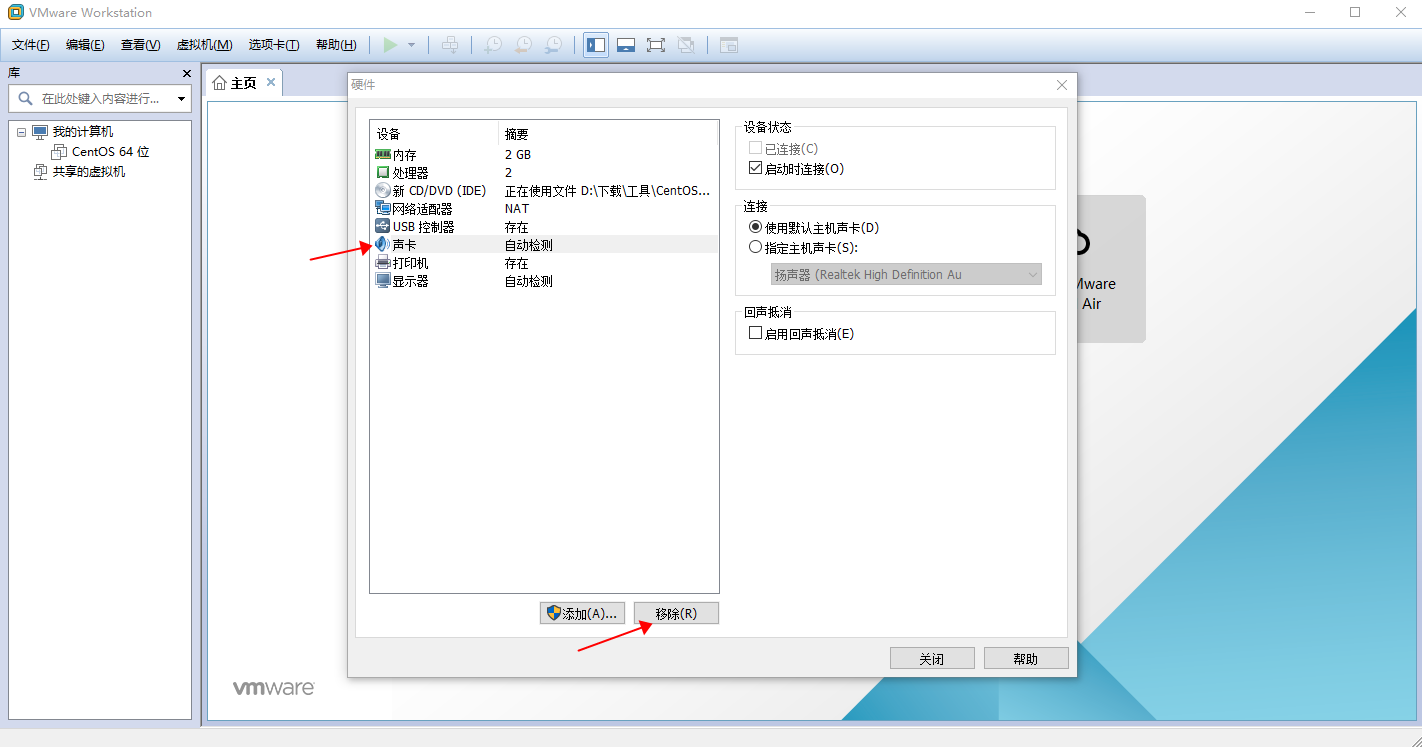 VMware Workstation
文件(F) 编辑(E) 查看(V) 虚拟机(M) 选项卡(T) 帮助(H)
库
在此处键入内容进行...
我的计算机
CentOS 64 位
共享的虚拟机
主页
硬件
设备 摘要
内存 2 GB
处理器 2
新 CD/DVD (IDE) 正在使用文件 D:\下载\工具\CentOS...
网络适配器 NAT
USB 控制器 存在
声卡 自动检测
打印机 存在
显示器 自动检测
添加(A)... 移除(R)
设备状态
已连接(C)
启动时连接(O)
连接
使用默认主机声卡(D)
指定主机声卡(S):
扬声器 (Realtek High Definition Au
回声抵消
启用回声抵消(E)
关闭 帮助
Mware
Air
vmware